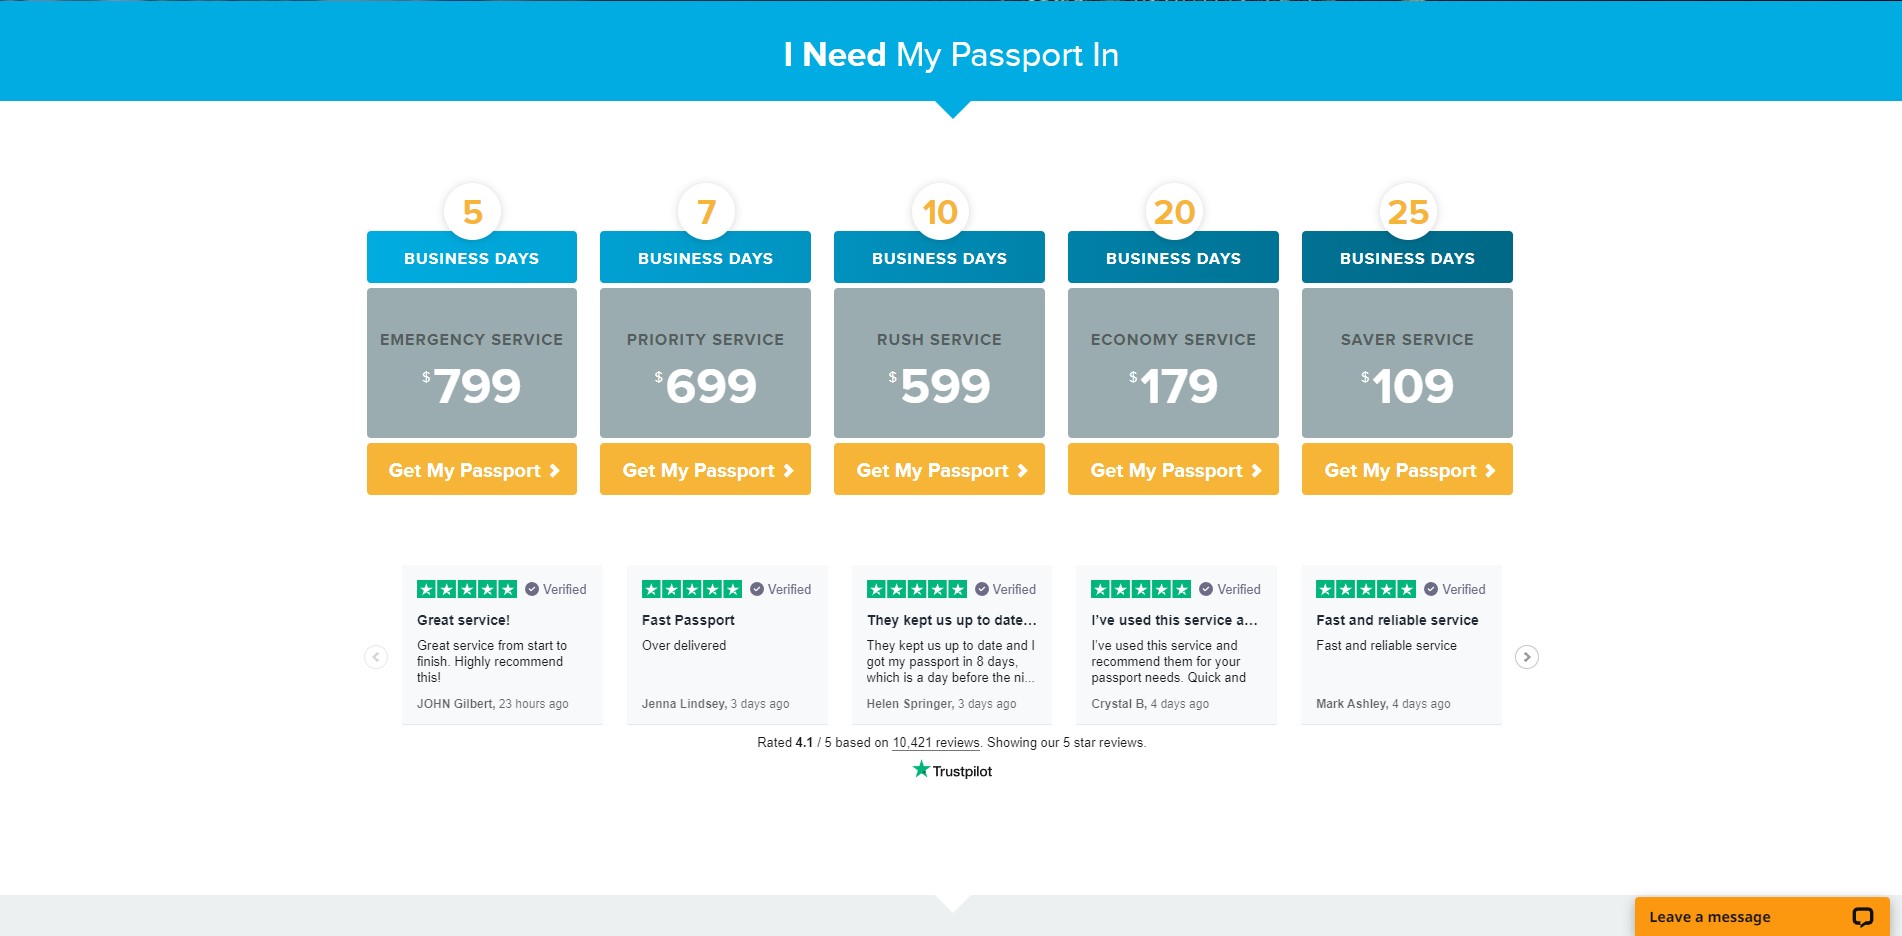 I Need My Passport In
5
BUSINESS DAYS
EMERGENCY SERVICE
$799
Get My Passport
7
BUSINESS DAYS
PRIORITY SERVICE
$699
Get My Passport
10
BUSINESS DAYS
RUSH SERVICE
$599
Get My Passport
20
BUSINESS DAYS
ECONOMY SERVICE
$179
Get My Passport
25
BUSINESS DAYS
SAVER SERVICE
$109
Get My Passport
Verified
Great service!
Great service from start to
finish. Highly recommend
this!
JOHN Gilbert, 23 hours ago
Verified
Fast Passport
Over delivered
Jenna Lindsey, 3 days ago
Verified
They kept us up to date...
They kept us up to date and I
got my passport in 8 days,
which is a day before the ni...
Helen Springer, 3 days ago
Verified
I've used this service a...
I've used this service and
recommend them for your
passport needs. Quick and
Crystal B, 4 days ago
Verified
Fast and reliable service
Fast and reliable service
Mark Ashley, 4 days ago
Rated 4.1 / 5 based on 10,421 reviews. Showing our 5 star reviews.
Trustpilot
Leave a message